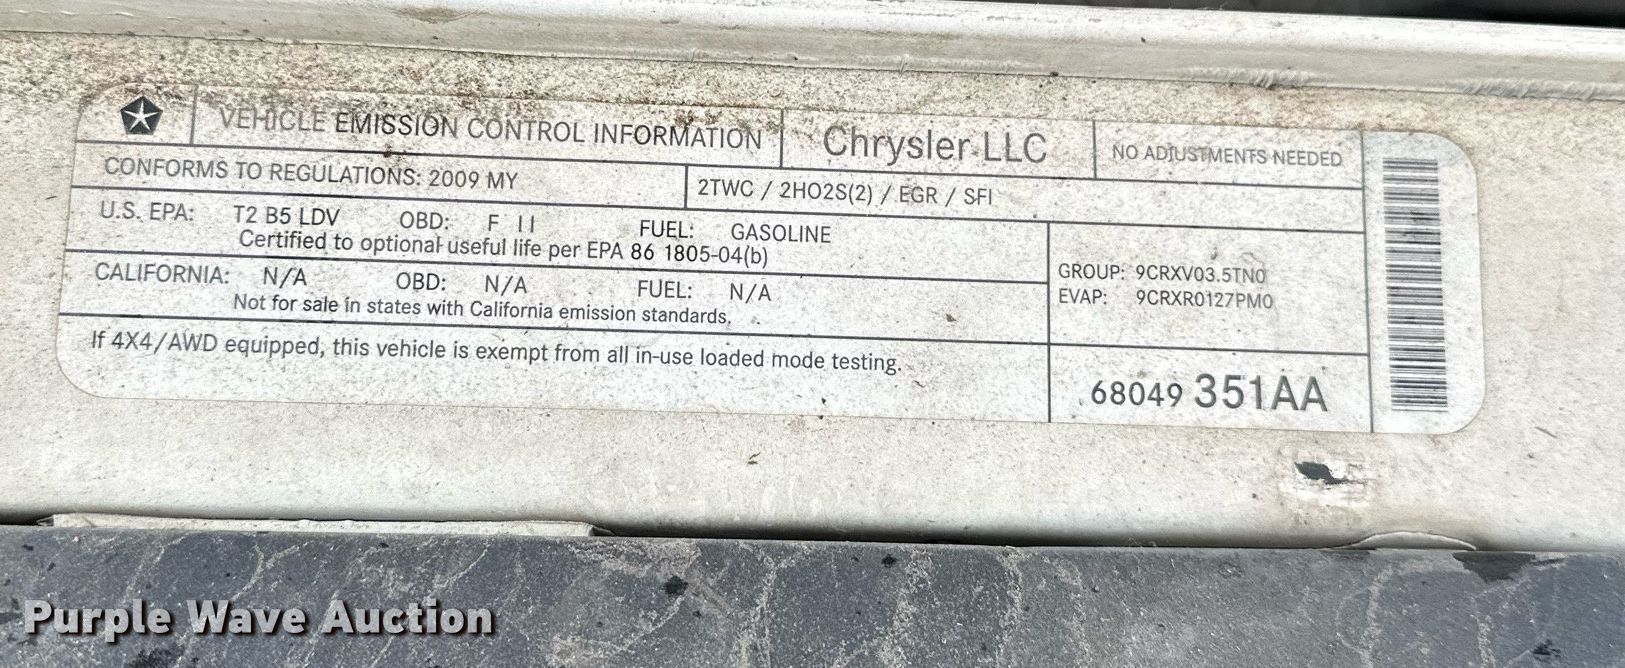 VEHICLE EMISSION CONTROL INFORMATION
Chrysler LLC
NO ADJUSTMENTS NEEDED
CONFORMS TO REGULATIONS: 2009 MY
2TWC / 2HO2S(2) / EGR / SFI
U.S. EPA: T2 B5 LDV OBD: F II FUEL: GASOLINE
Certified to optional useful life per EPA 86 1805-04(b)
CALIFORNIA: N/A OBD: N/A FUEL: N/A
Not for sale in states with California emission standards.
GROUP: 9CRXV03.5TN0
EVAP: 9CRXR0127PM0
If 4X4/AWD equipped, this vehicle is exempt from all in-use loaded mode testing.
68049 351AA
Purple Wave Auction